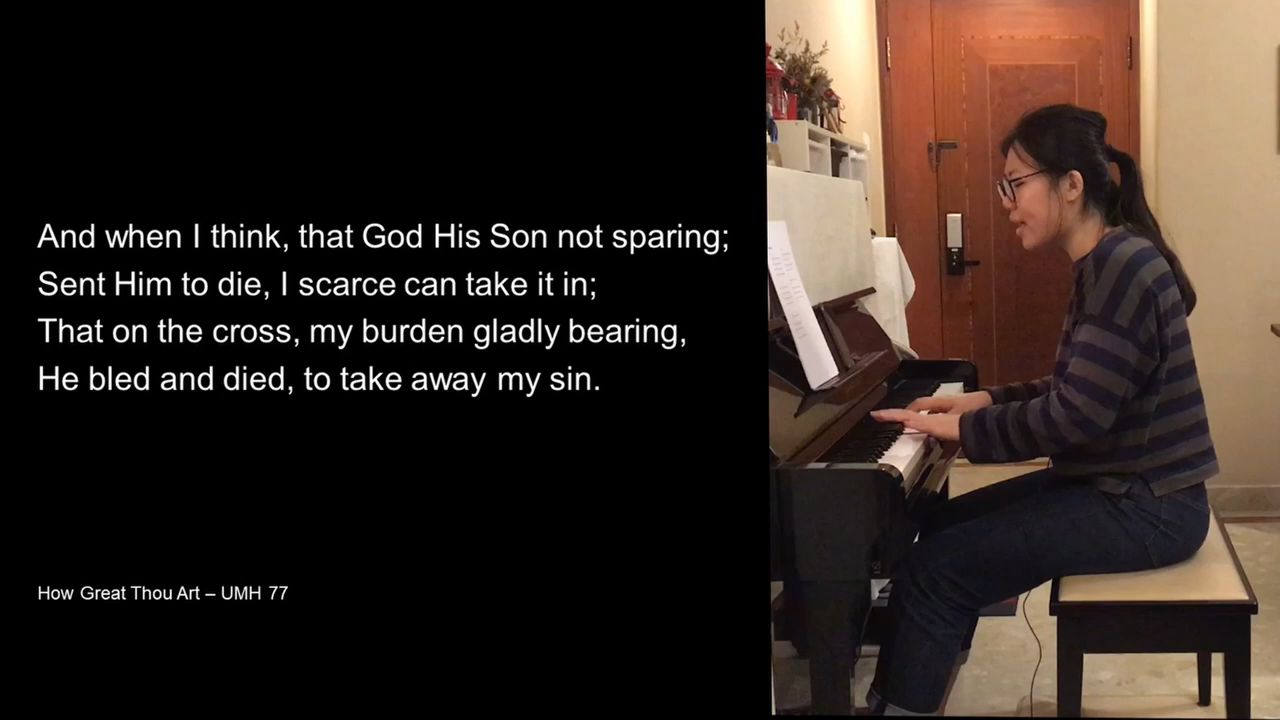 And when I think, that God His Son not sparing;
Sent Him to die, I scarce can take it in;
That on the cross, my burden gladly bearing,
He bled and died, to take away my sin.
How Great Thou Art – UMH 77